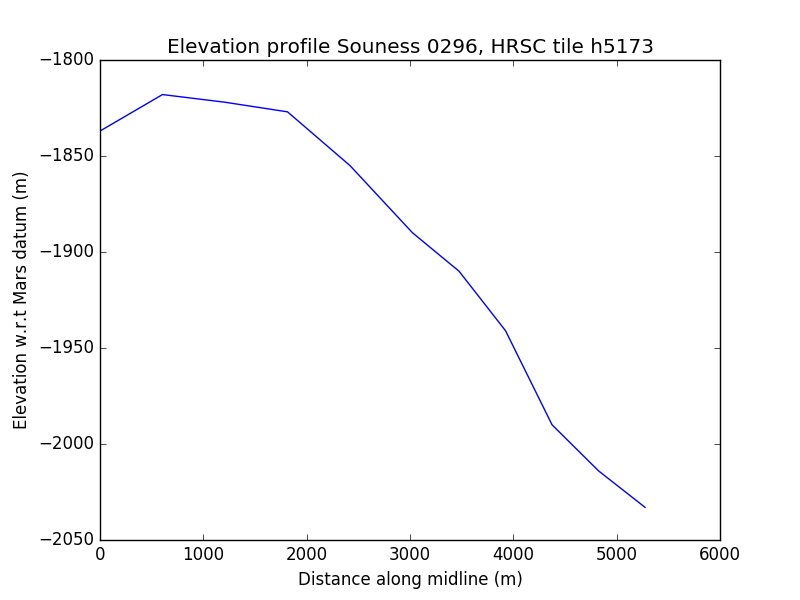 Elevation profile Souness 0296, HRSC tile h5173
−1800
−1850
−1900
−1950
−2000
−2050
Elevation w.r.t Mars datum (m)
0 1000 2000 3000 4000 5000 6000
Distance along midline (m)